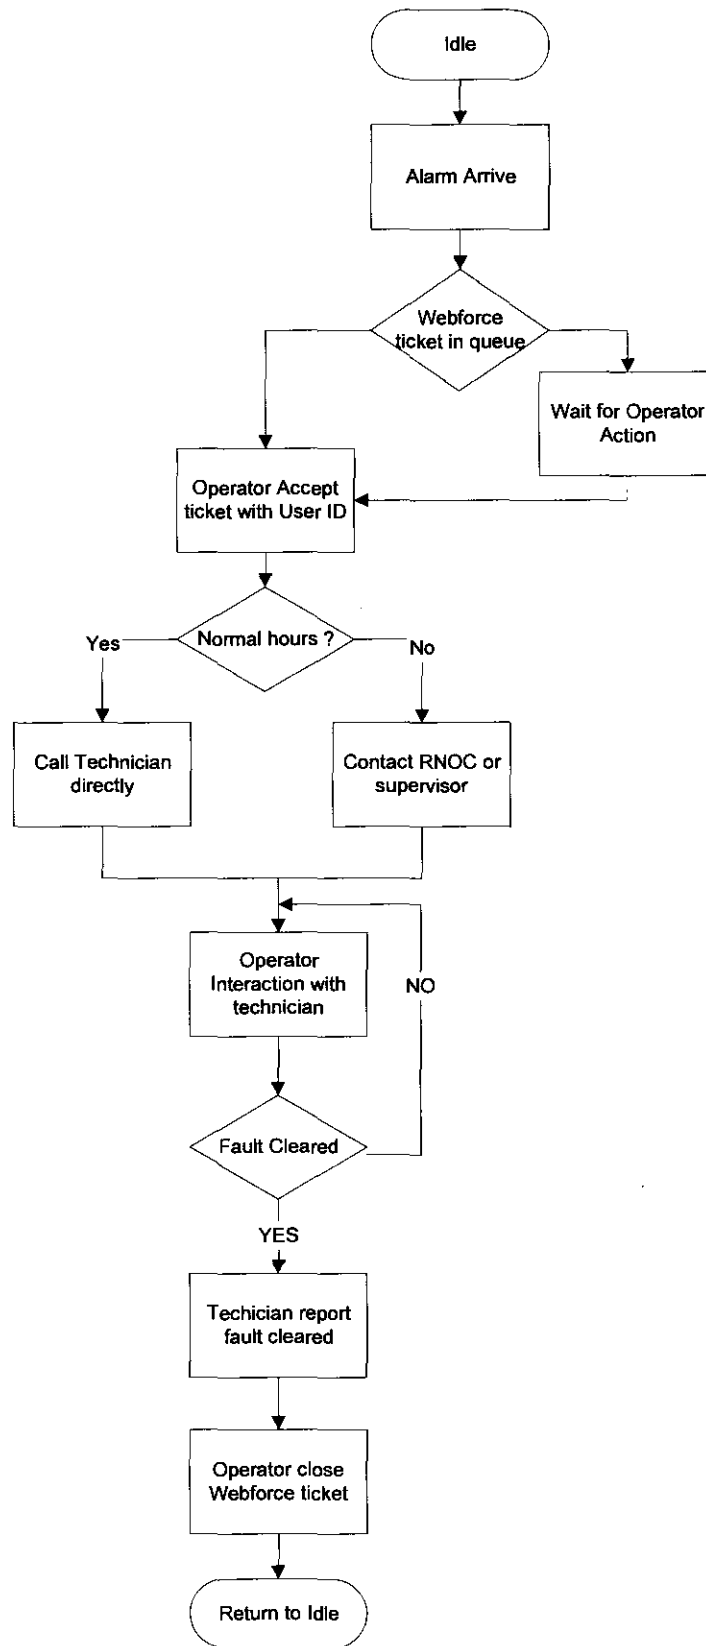 Idle
Alarm Arrive
Webforce
ticket in queue
Wait for Operator
Action
Operator Accept
ticket with User ID
Normal hours ?
Yes
No
Call Technician
directly
Contact RNOC or
supervisor
Operator
Interaction with
technician
NO
Fault Cleared
YES
Techician report
fault cleared
Operator close
Webforce ticket
Return to Idle